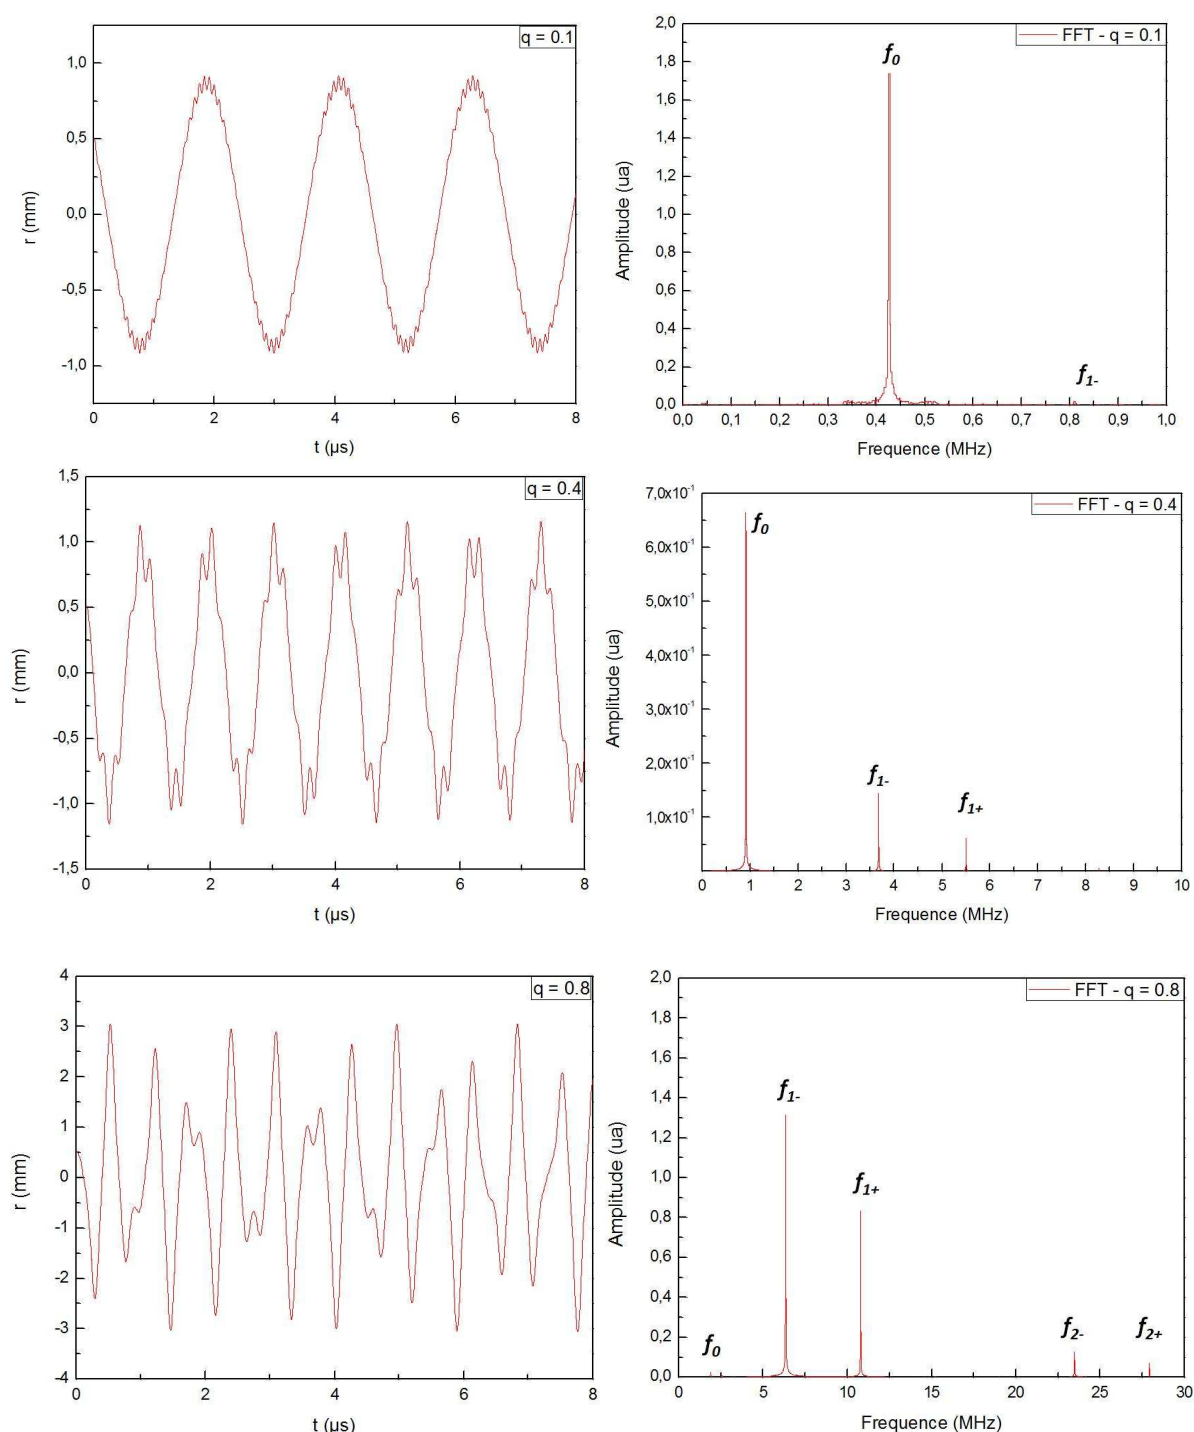 q = 0.1
1,0
0,5
0,0
-0,5
-1,0
r (mm)
0 2 4 6 8
t (µs)
FFT - q = 0.1
2,0
1,8
1,6
1,4
1,2
1,0
0,8
0,6
0,4
0,2
0,0
Amplitude (ua)
f0
f1-
0,0 0,1 0,2 0,3 0,4 0,5 0,6 0,7 0,8 0,9 1,0
Frequence (MHz)
q = 0.4
1,5
1,0
0,5
0,0
-0,5
-1,0
-1,5
r (mm)
0 2 4 6 8
t (µs)
FFT - q = 0.4
7,0x10⁻¹
6,0x10⁻¹
5,0x10⁻¹
4,0x10⁻¹
3,0x10⁻¹
2,0x10⁻¹
1,0x10⁻¹
Amplitude (ua)
f0
f1-
f1+
0 1 2 3 4 5 6 7 8 9 10
Frequence (MHz)
q = 0.8
4
3
2
1
0
-1
-2
-3
-4
r (mm)
0 2 4 6 8
t (µs)
FFT - q = 0.8
2,0
1,8
1,6
1,4
1,2
1,0
0,8
0,6
0,4
0,2
0,0
Amplitude (ua)
f0
f1-
f1+
f2-
f2+
0 5 10 15 20 25 30
Frequence (MHz)